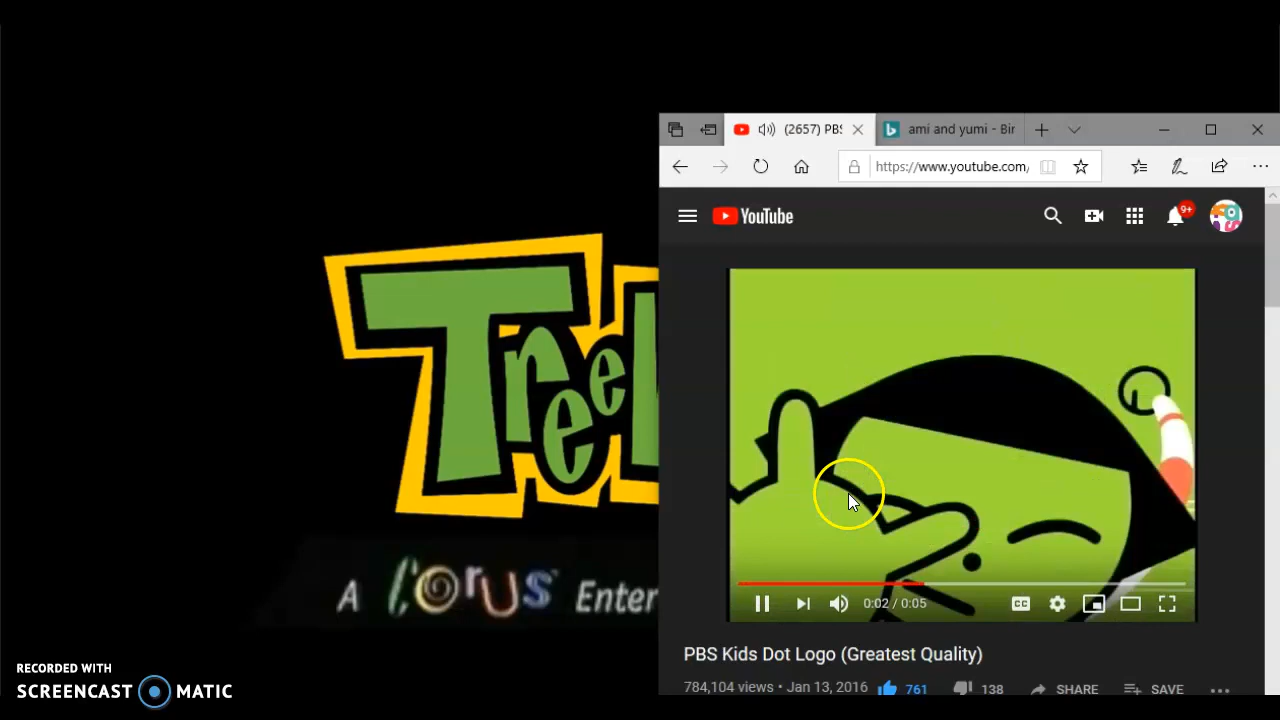 (2657) PBS
ami and yumi - Bir
https://www.youtube.com/
YouTube
9+
Tree
A Corus Enter
0:02 / 0:05
CC
PBS Kids Dot Logo (Greatest Quality)
784,104 views • Jan 13, 2016
761
138
SHARE
SAVE
RECORDED WITH
SCREENCAST MATIC